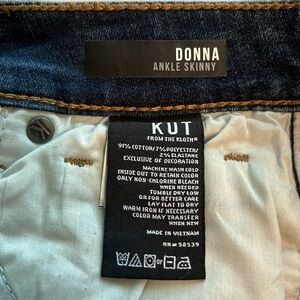 DONNA
ANKLE SKINNY
KUT
FROM THE KLOTH®
91% COTTON/7% POLYESTER/
2% ELASTANE
EXCLUSIVE OF DECORATION
MACHINE WASH COLD
INSIDE OUT TO RETAIN COLOR
ONLY NON-CHLORINE BLEACH
WHEN NEEDED
TUMBLE DRY LOW
OR FOR BETTER CARE
LAY FLAT TO DRY
WARM IRON IF NECESSARY
COLOR MAY TRANSFER
WHEN NEW
MADE IN VIETNAM
RN# 58539